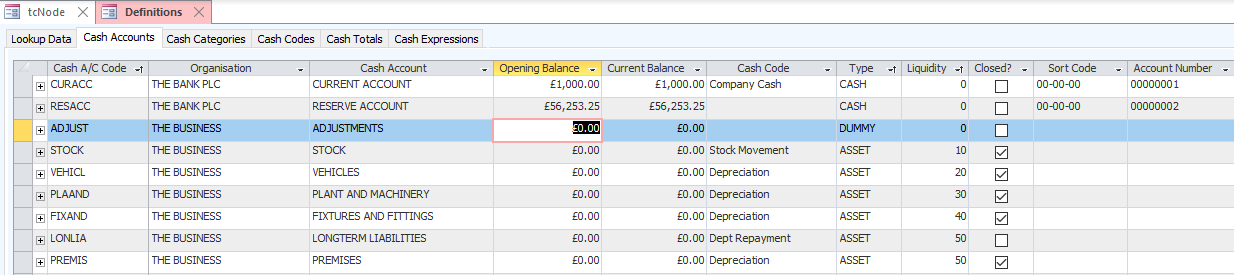 tcNode Definitions
Lookup Data Cash Accounts Cash Categories Cash Codes Cash Totals Cash Expressions
Cash A/C Code Organisation Cash Account Opening Balance Current Balance Cash Code Type Liquidity Closed? Sort Code Account Number
CURACC THE BANK PLC CURRENT ACCOUNT £1,000.00 £1,000.00 Company Cash CASH 0 00-00-00 00000001
RESACC THE BANK PLC RESERVE ACCOUNT £56,253.25 £56,253.25 CASH 0 00-00-00 00000002
ADJUST THE BUSINESS ADJUSTMENTS £0.00 £0.00 DUMMY 0
STOCK THE BUSINESS STOCK £0.00 £0.00 Stock Movement ASSET 10
VEHICL THE BUSINESS VEHICLES £0.00 £0.00 Depreciation ASSET 20
PLAAND THE BUSINESS PLANT AND MACHINERY £0.00 £0.00 Depreciation ASSET 30
FIXAND THE BUSINESS FIXTURES AND FITTINGS £0.00 £0.00 Depreciation ASSET 40
LONLIA THE BUSINESS LONGTERM LIABILITIES £0.00 £0.00 Dept Repayment ASSET 50
PREMIS THE BUSINESS PREMISES £0.00 £0.00 Depreciation ASSET 50